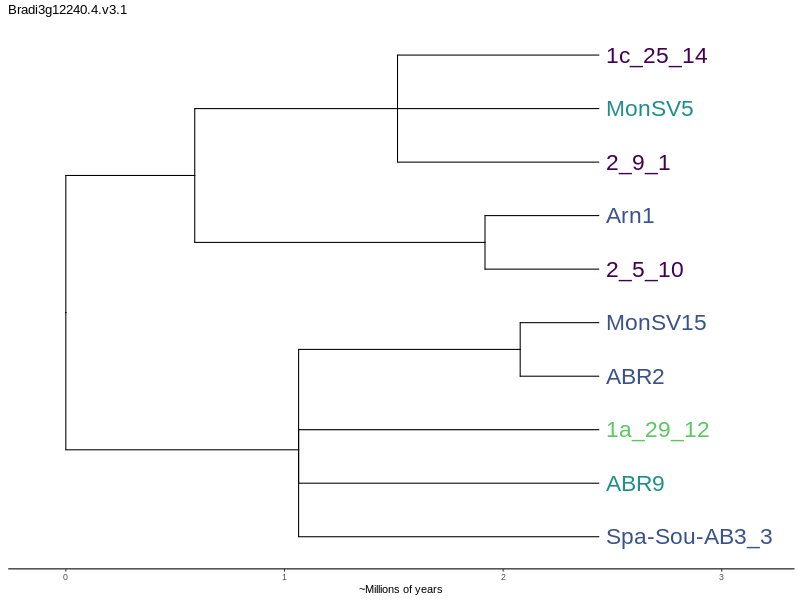 Bradi3g12240.4.v3.1
1c_25_14
MonSV5
2_9_1
Arn1
2_5_10
MonSV15
ABR2
1a_29_12
ABR9
Spa-Sou-AB3_3
0 1 2 3
~Millions of years